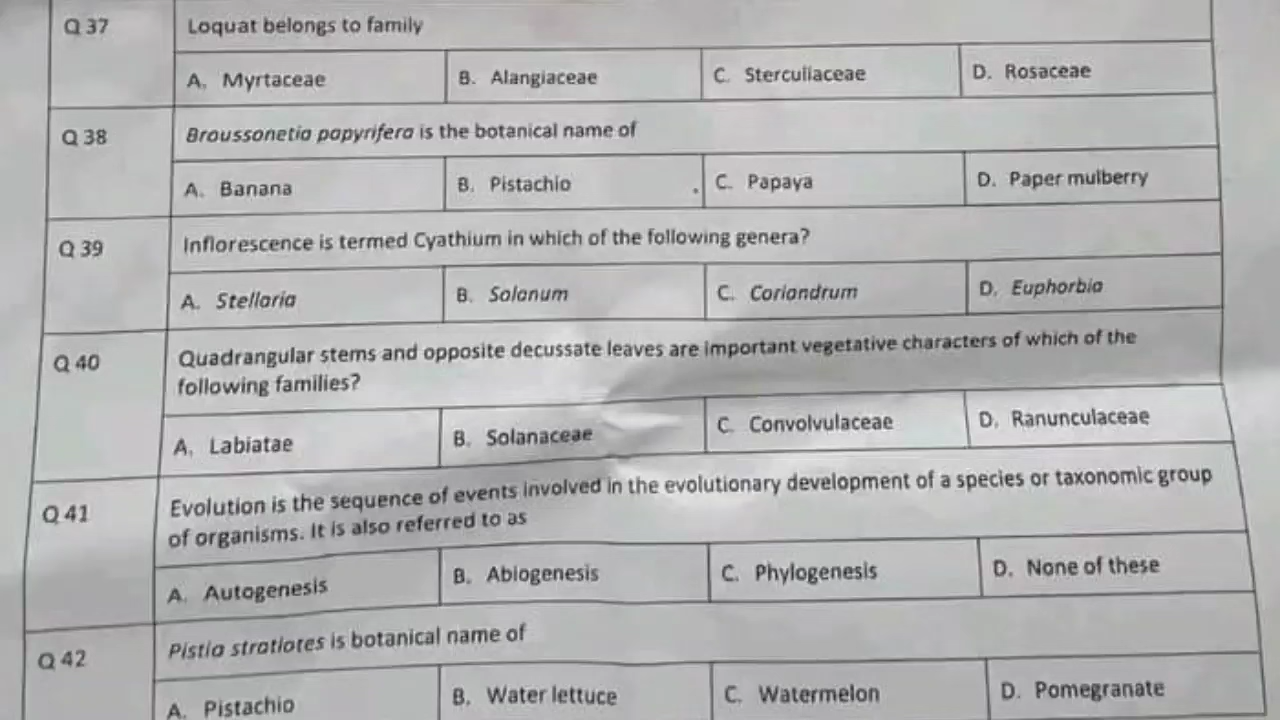 Q 37 Loquat belongs to family
A. Myrtaceae B. Alangiaceae C. Sterculiaceae D. Rosaceae
Q 38 Broussonetia papyrifera is the botanical name of
A. Banana B. Pistachio C. Papaya D. Paper mulberry
Q 39 Inflorescence is termed Cyathium in which of the following genera?
A. Stellaria B. Solanum C. Coriandrum D. Euphorbia
Q 40 Quadrangular stems and opposite decussate leaves are important vegetative characters of which of the
following families?
A. Labiatae B. Solanaceae C. Convolvulaceae D. Ranunculaceae
Q 41 Evolution is the sequence of events involved in the evolutionary development of a species or taxonomic group
of organisms. It is also referred to as
A. Autogenesis B. Abiogenesis C. Phylogenesis D. None of these
Q 42 Pistia stratiotes is botanical name of
A. Pistachio B. Water lettuce C. Watermelon D. Pomegranate